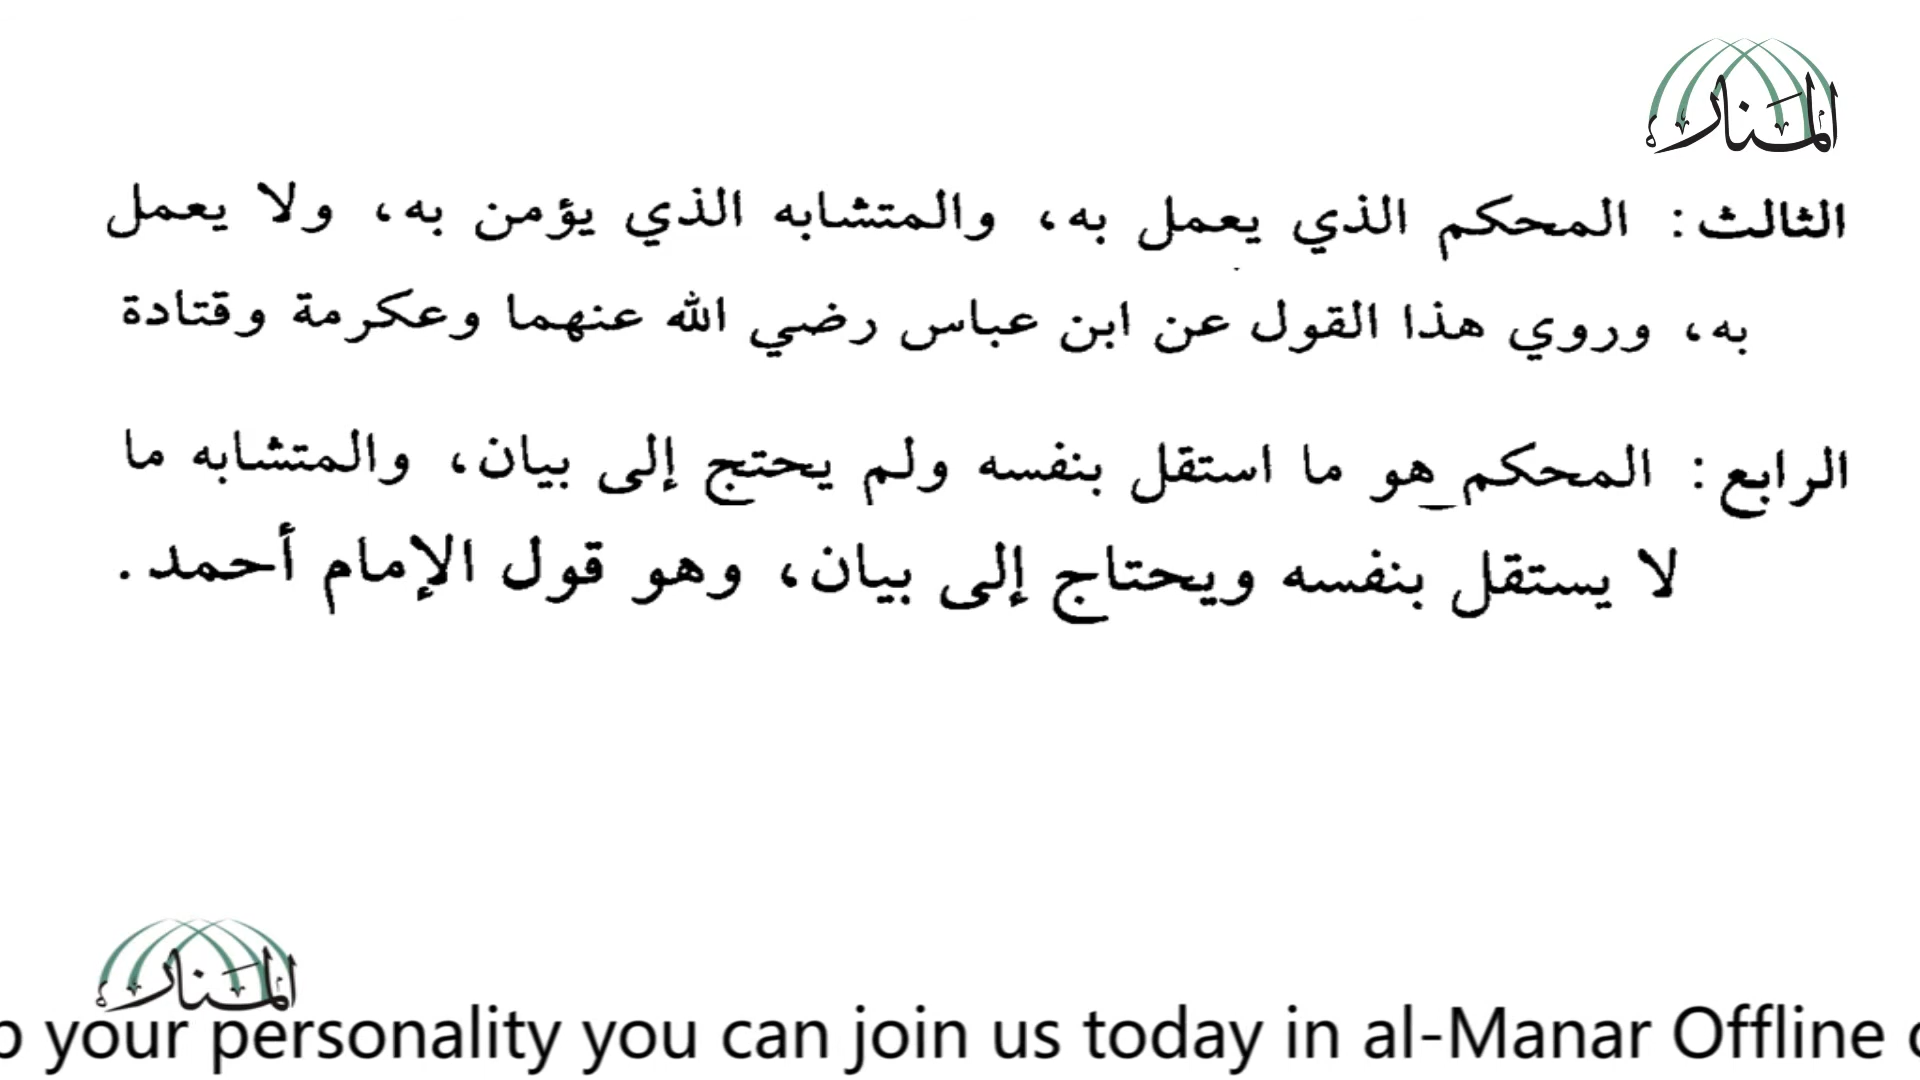 المنار
الثالث: المحكم الذي يعمل به، والمتشابه الذي يؤمن به، ولا يعمل
به، وروي هذا القول عن ابن عباس رضي الله عنهما وعكرمة وقتادة
الرابع: المحكم هو ما استقل بنفسه ولم يحتج إلى بيان، والمتشابه ما
لا يستقل بنفسه ويحتاج إلى بيان، وهو قول الإمام أحمد.
المنار
your personality you can join us today in al-Manar Offline